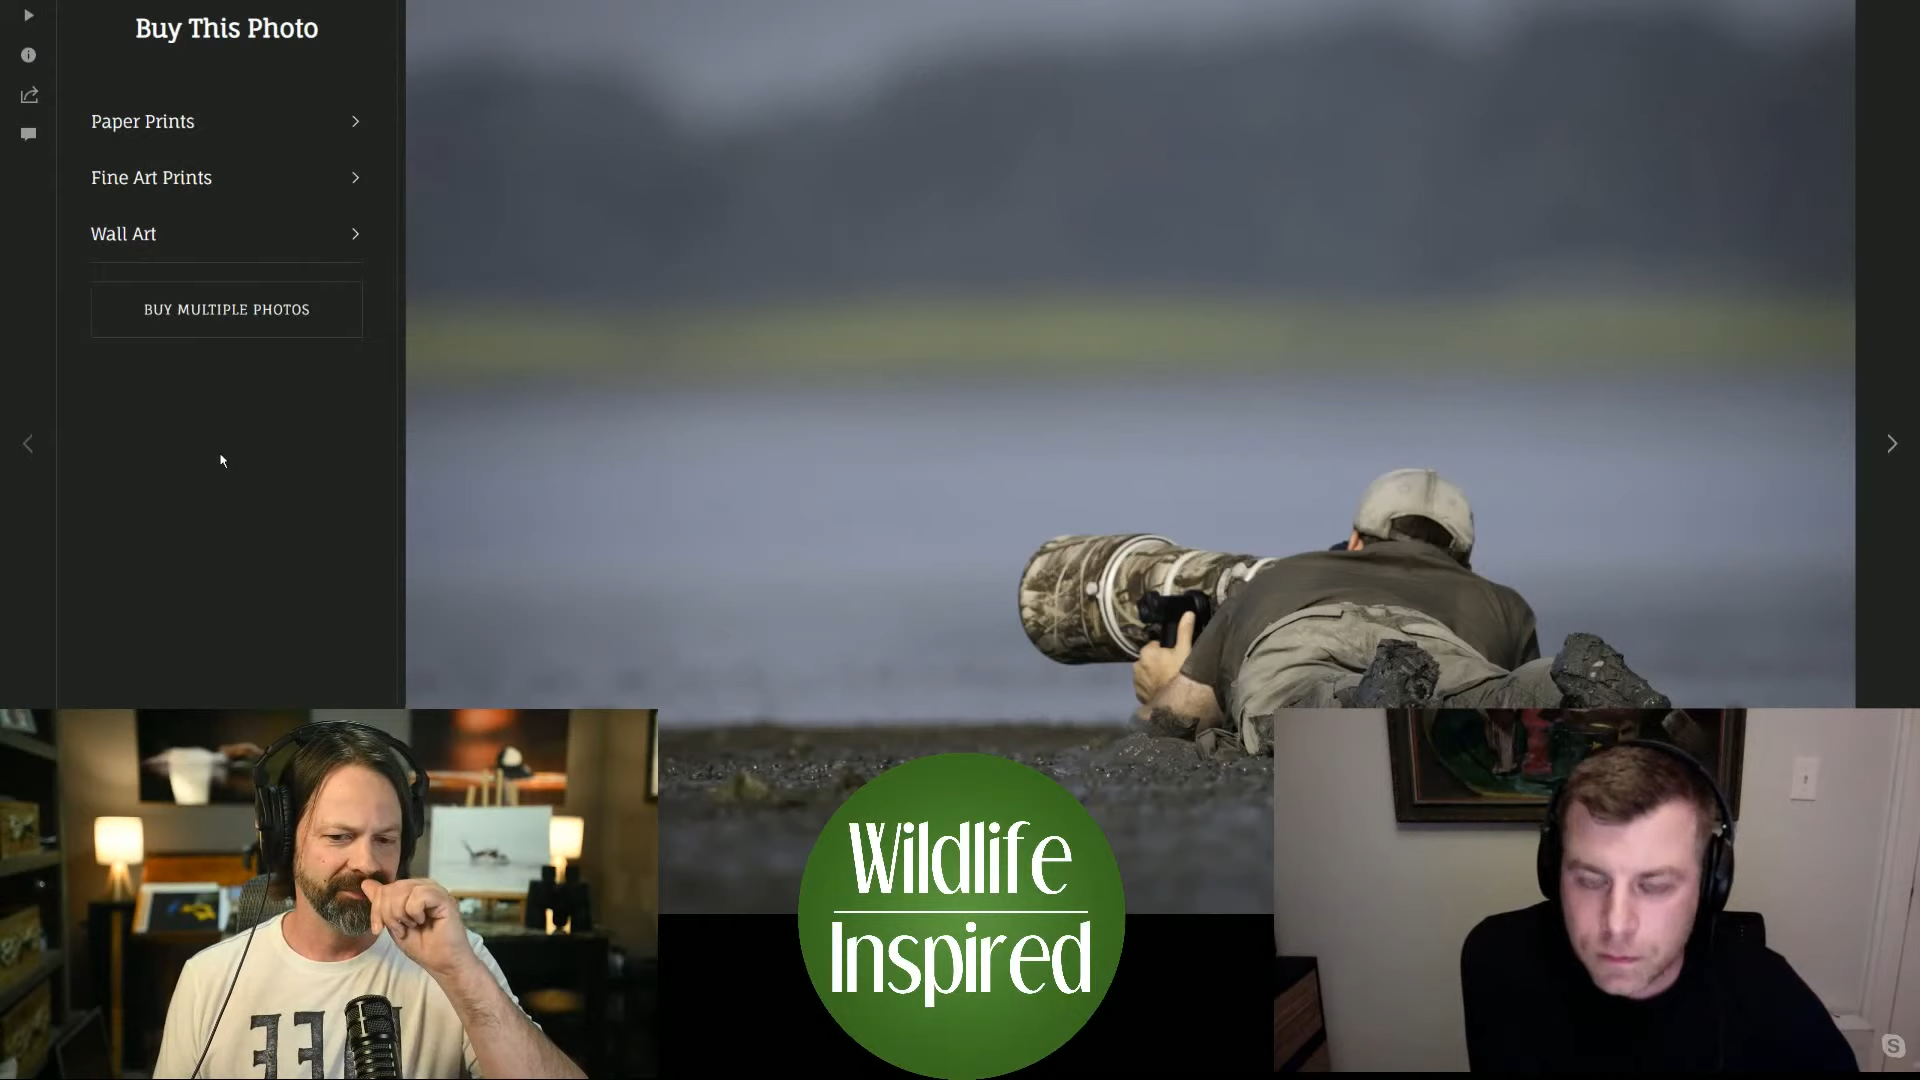 Buy This Photo
Paper Prints
Fine Art Prints
Wall Art
BUY MULTIPLE PHOTOS
Wildlife
Inspired